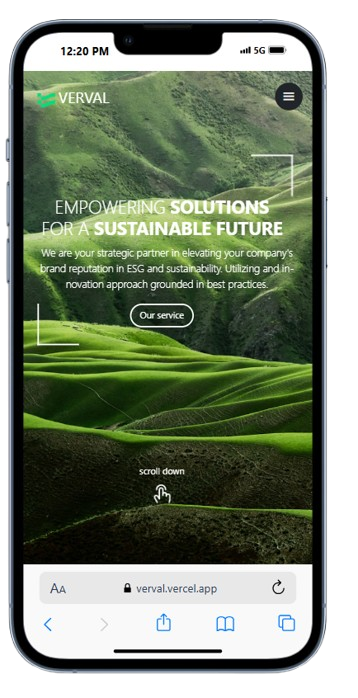 12:20 PM
5G
VERVAL
EMPOWERING SOLUTIONS
FOR A SUSTAINABLE FUTURE
We are your strategic partner in elevating your company's
brand reputation in ESG and sustainability. Utilizing and in-
novation approach grounded in best practices.
Our service
scroll down
AA
verval.vercel.app